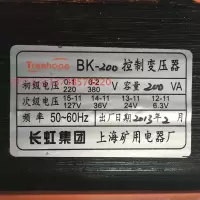 Treehope BK-200 控制变压器
初级电压 0-1 0-2 V 容量 200 VA
220 380
次级电压 15-11 14-11 13-11 12-11
127V 36V 24V 6.3V
频率 50~60HZ 出厂日期 2013年2月
长虹集团 上海矿用电器厂